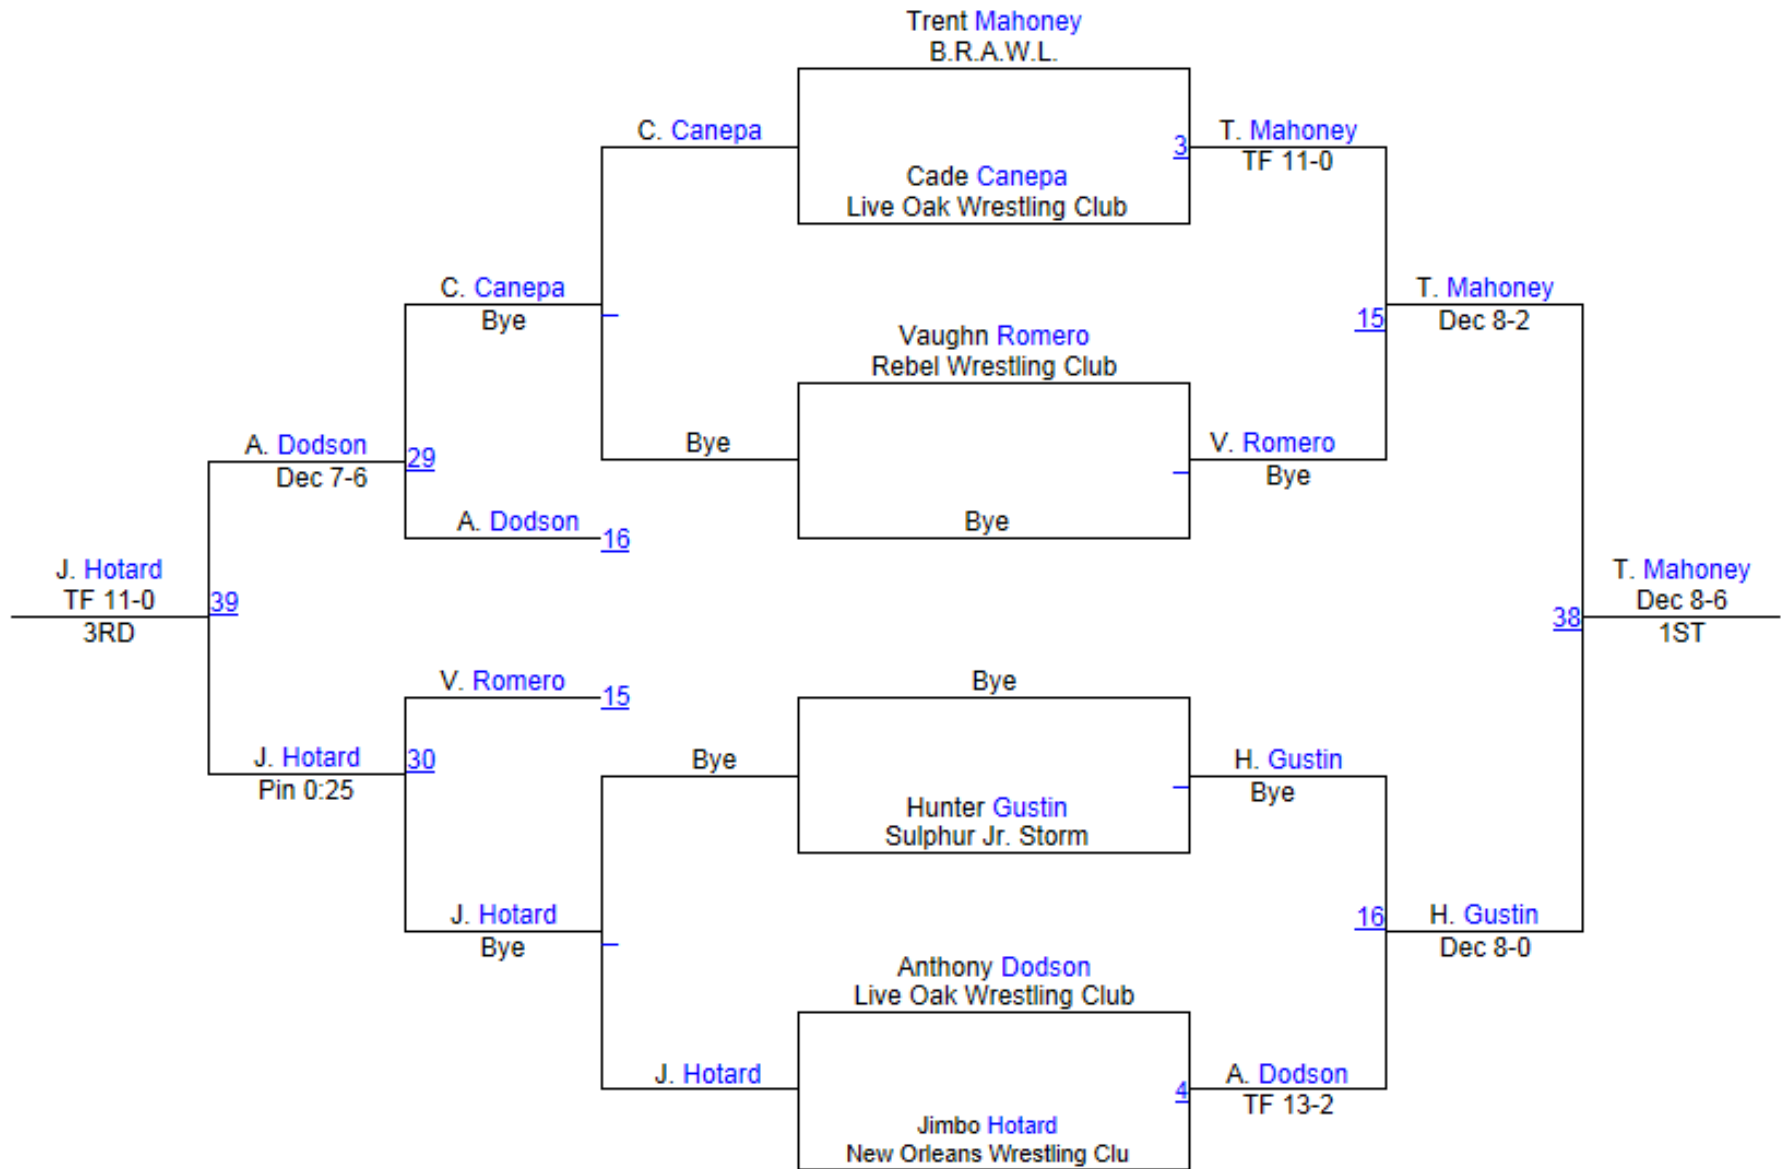 Trent Mahoney
B.R.A.W.L.
C. Canepa
3
T. Mahoney
TF 11-0
Cade Canepa
Live Oak Wrestling Club
C. Canepa
Bye
T. Mahoney
15
Dec 8-2
Vaughn Romero
Rebel Wrestling Club
A. Dodson
29
Dec 7-6
Bye
V. Romero
Bye
A. Dodson
16
Bye
J. Hotard
TF 11-0
39
3RD
T. Mahoney
Dec 8-6
38
1ST
V. Romero
15
Bye
J. Hotard
30
Pin 0:25
Bye
H. Gustin
Bye
Hunter Gustin
Sulphur Jr. Storm
J. Hotard
Bye
16
H. Gustin
Dec 8-0
Anthony Dodson
Live Oak Wrestling Club
J. Hotard
4
A. Dodson
TF 13-2
Jimbo Hotard
New Orleans Wrestling Clu